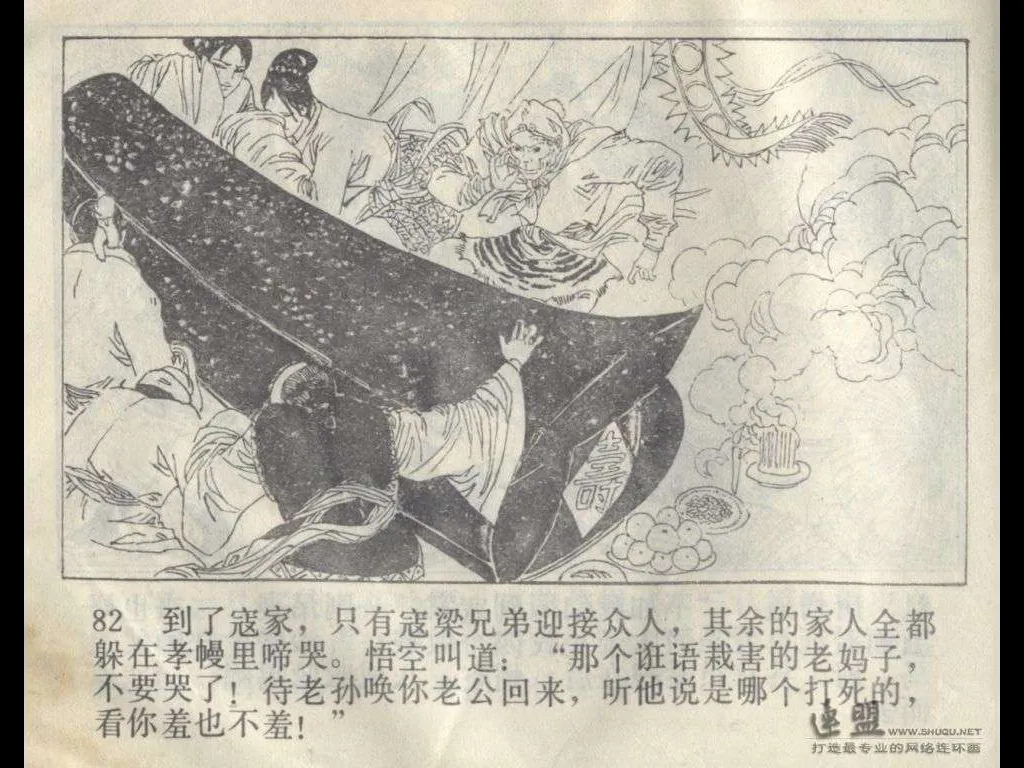 寿
82 到了寇家，只有寇梁兄弟迎接众人，其余的家人全都
躲在孝幔里啼哭。悟空叫道：“那个诳语栽害的老妈子，
不要哭了！待老孙唤你老公回来，听他说是哪个打死的，
看你羞也不羞！”
连盟 WWW.SHUQU.NET
打造最专业的网络连环画